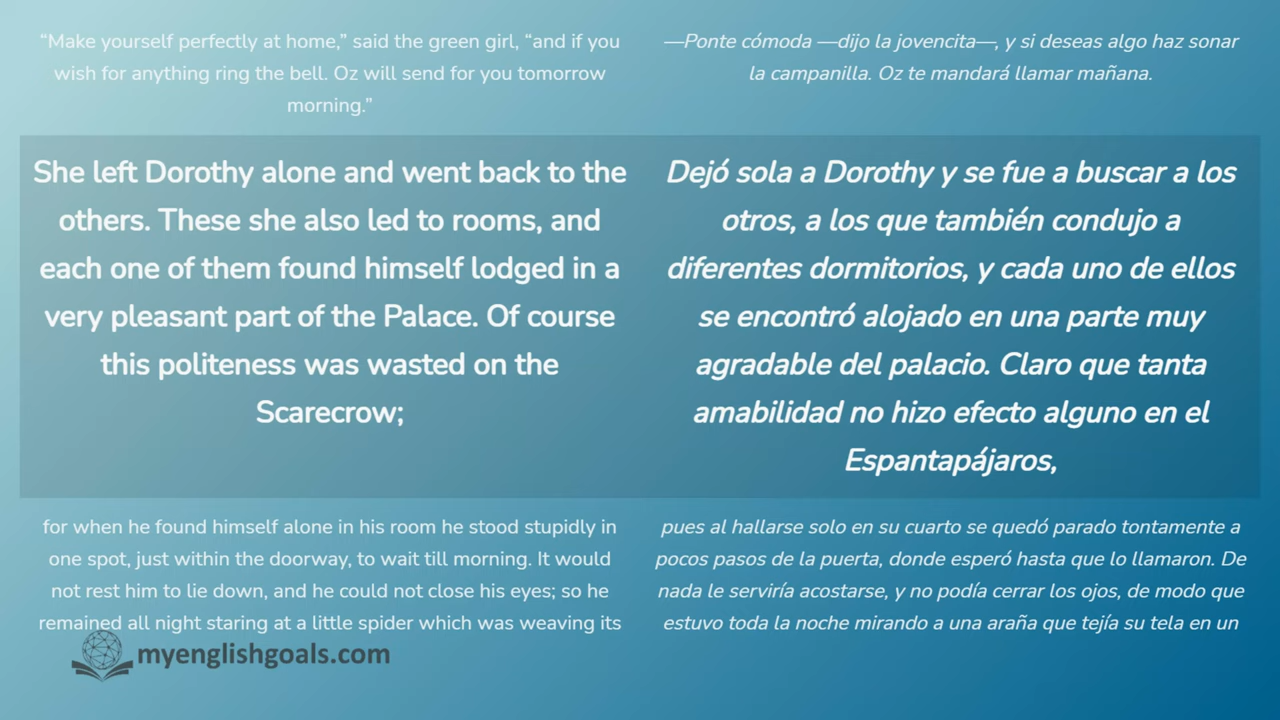 “Make yourself perfectly at home,” said the green girl, “and if you
wish for anything ring the bell. Oz will send for you tomorrow
morning.”
—Ponte cómoda —dijo la jovencita—, y si deseas algo haz sonar
la campanilla. Oz te mandará llamar mañana.
She left Dorothy alone and went back to the
others. These she also led to rooms, and
each one of them found himself lodged in a
very pleasant part of the Palace. Of course
this politeness was wasted on the
Scarecrow;
Dejó sola a Dorothy y se fue a buscar a los
otros, a los que también condujo a
diferentes dormitorios, y cada uno de ellos
se encontró alojado en una parte muy
agradable del palacio. Claro que tanta
amabilidad no hizo efecto alguno en el
Espantapájaros,
for when he found himself alone in his room he stood stupidly in
one spot, just within the doorway, to wait till morning. It would
not rest him to lie down, and he could not close his eyes; so he
remained all night staring at a little spider which was weaving its
pues al hallarse solo en su cuarto se quedó parado tontamente a
pocos pasos de la puerta, donde esperó hasta que lo llamaron. De
nada le serviría acostarse, y no podía cerrar los ojos, de modo que
estuvo toda la noche mirando a una araña que tejía su tela en un
myenglishgoals.com